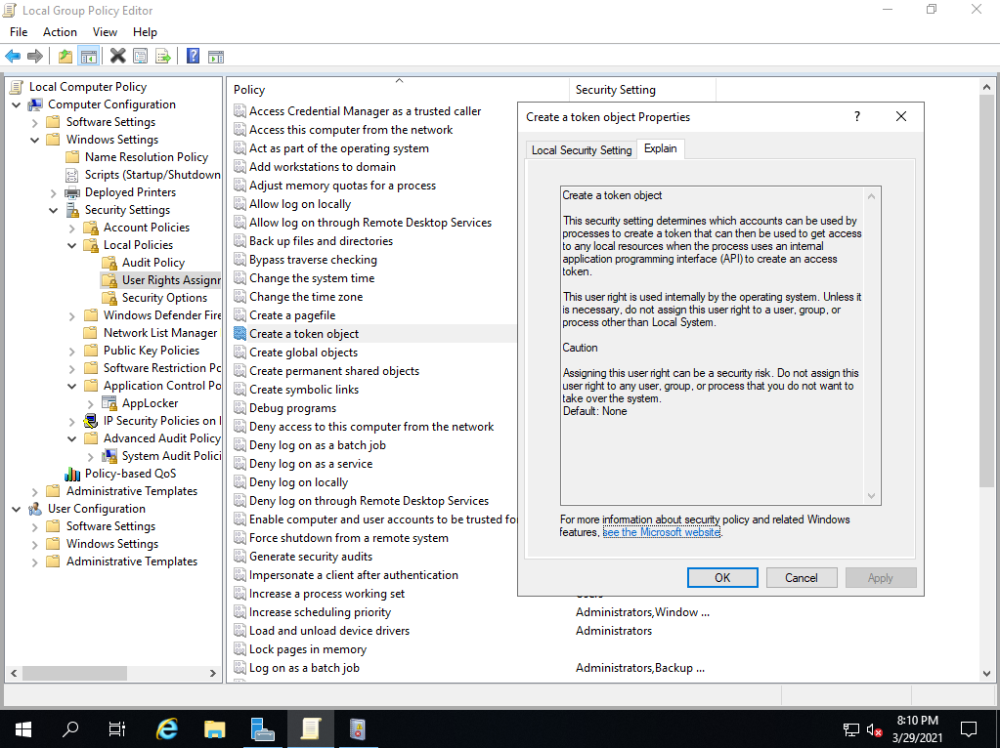 Local Group Policy Editor
File Action View Help
Local Computer Policy
Computer Configuration
Software Settings
Windows Settings
Name Resolution Policy
Scripts (Startup/Shutdown
Deployed Printers
Security Settings
Account Policies
Local Policies
Audit Policy
User Rights Assignr
Security Options
Windows Defender Fire
Network List Manager
Public Key Policies
Software Restriction Po
Application Control Po
AppLocker
IP Security Policies on
Advanced Audit Policy
System Audit Polici
Policy-based QoS
Administrative Templates
User Configuration
Software Settings
Windows Settings
Administrative Templates
Policy Security Setting
Access Credential Manager as a trusted caller
Access this computer from the network
Act as part of the operating system
Add workstations to domain
Adjust memory quotas for a process
Allow log on locally
Allow log on through Remote Desktop Services
Back up files and directories
Bypass traverse checking
Change the system time
Change the time zone
Create a pagefile
Create a token object
Create global objects
Create permanent shared objects
Create symbolic links
Debug programs
Deny access to this computer from the network
Deny log on as a batch job
Deny log on as a service
Deny log on locally
Deny log on through Remote Desktop Services
Enable computer and user accounts to be trusted for
Force shutdown from a remote system
Generate security audits
Impersonate a client after authentication
Increase a process working set
Increase scheduling priority Administrators,Window ...
Load and unload device drivers Administrators
Lock pages in memory
Log on as a batch job Administrators,Backup ...
Create a token object Properties ?
Local Security Setting Explain
Create a token object
This security setting determines which accounts can be used by
processes to create a token that can then be used to get access
to any local resources when the process uses an internal
application programming interface (API) to create an access
token.
This user right is used internally by the operating system. Unless it
is necessary, do not assign this user right to a user, group, or
process other than Local System.
Caution
Assigning this user right can be a security risk. Do not assign this
user right to any user, group, or process that you do not want to
take over the system.
Default: None
For more information about security policy and related Windows
features, see the Microsoft website.
OK Cancel Apply
8:10 PM
3/29/2021